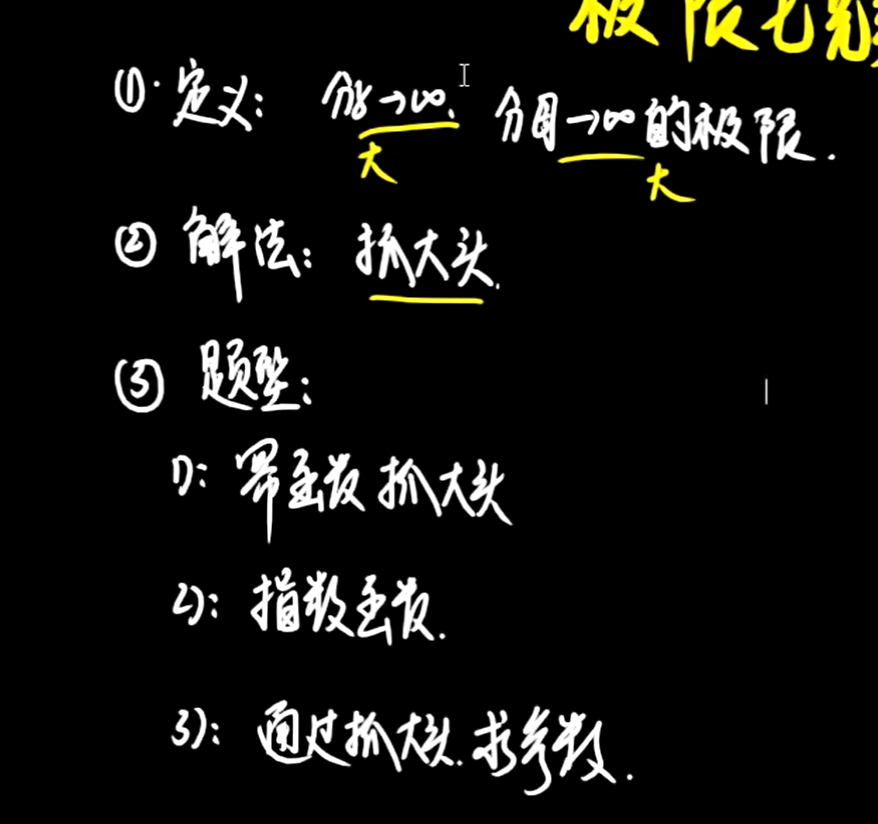 极限
①. 定义: 分子→∞. 分母→∞的极限.
大 大
② 解法: 抓大头.
③ 题型:
1): 幂函数抓大头
2): 指数函数.
3): 通过抓大头. 求参数.